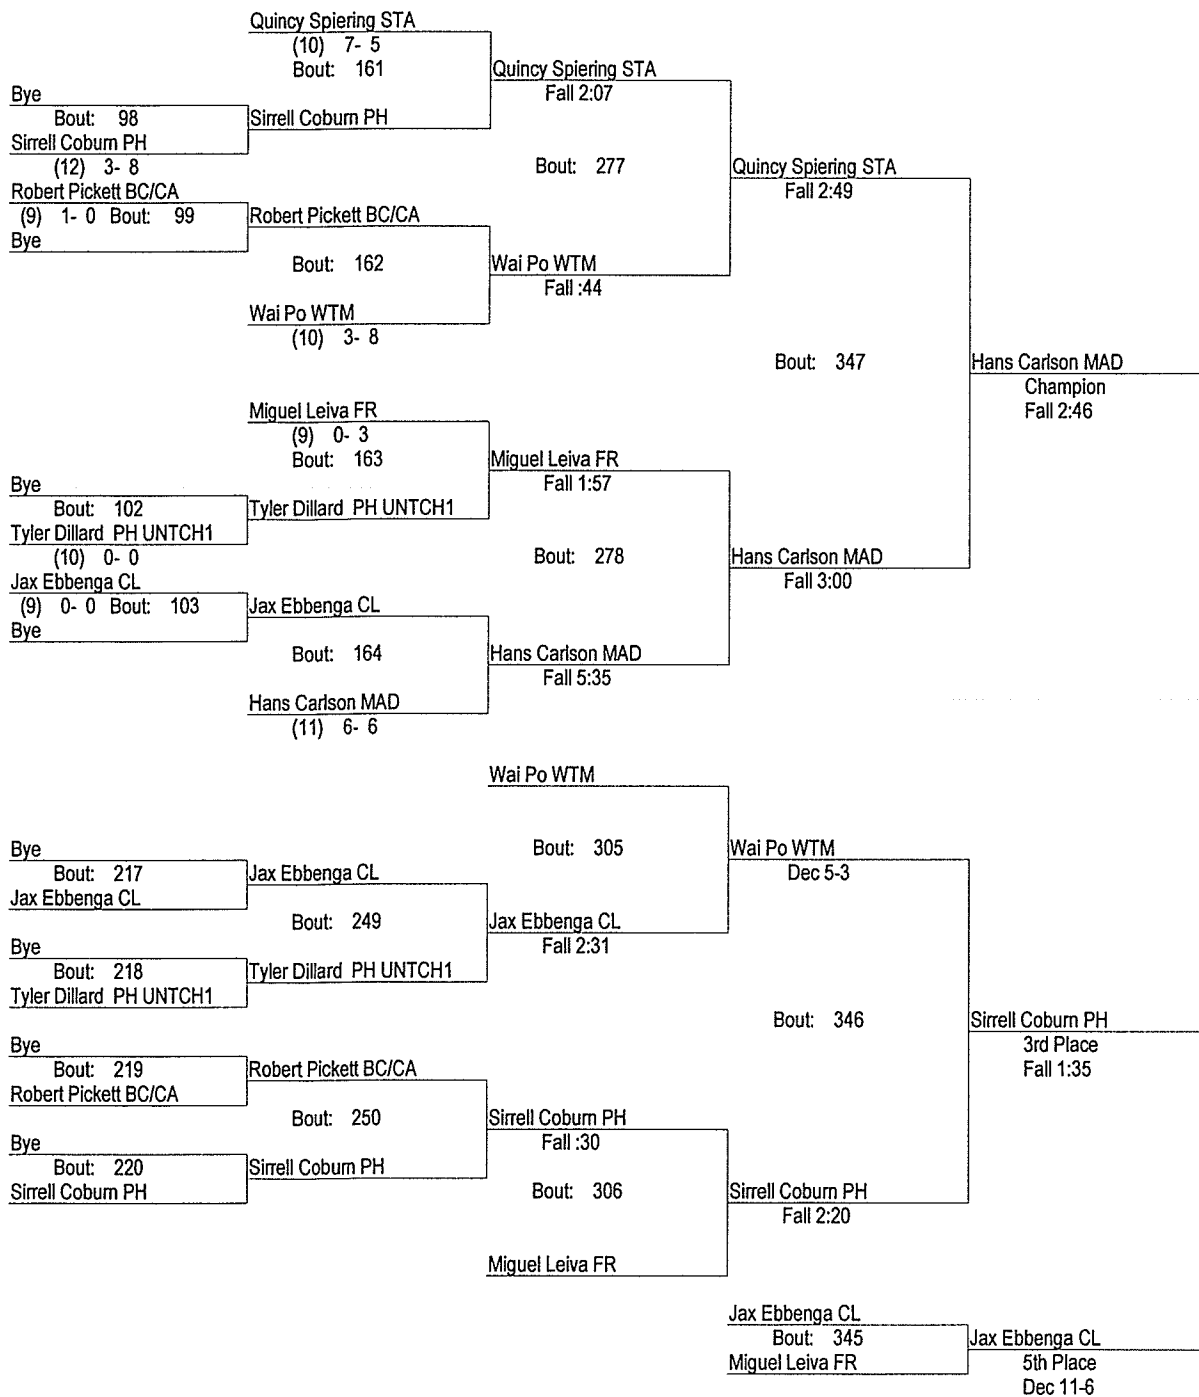 Quincy Spiering STA
(10) 7- 5
Bout: 161
Quincy Spiering STA
Fall 2:07
Bye
Bout: 98
Sirrell Coburn PH
Sirrell Coburn PH
(12) 3- 8
Bout: 277
Quincy Spiering STA
Fall 2:49
Robert Pickett BC/CA
(9) 1- 0 Bout: 99
Robert Pickett BC/CA
Bye
Bout: 162
Wai Po WTM
Fall :44
Wai Po WTM
(10) 3- 8
Bout: 347
Hans Carlson MAD
Champion
Fall 2:46
Miguel Leiva FR
(9) 0- 3
Bout: 163
Miguel Leiva FR
Fall 1:57
Bye
Bout: 102
Tyler Dillard PH UNTCH1
Tyler Dillard PH UNTCH1
(10) 0- 0
Bout: 278
Hans Carlson MAD
Fall 3:00
Jax Ebbenga CL
(9) 0- 0 Bout: 103
Jax Ebbenga CL
Bye
Bout: 164
Hans Carlson MAD
Fall 5:35
Hans Carlson MAD
(11) 6- 6
Wai Po WTM
Bout: 305
Wai Po WTM
Dec 5-3
Bye
Bout: 217
Jax Ebbenga CL
Jax Ebbenga CL
Bout: 249
Jax Ebbenga CL
Fall 2:31
Bye
Bout: 218
Tyler Dillard PH UNTCH1
Tyler Dillard PH UNTCH1
Bout: 346
Sirrell Coburn PH
3rd Place
Fall 1:35
Bye
Bout: 219
Robert Pickett BC/CA
Robert Pickett BC/CA
Bout: 250
Sirrell Coburn PH
Fall :30
Bye
Bout: 220
Sirrell Coburn PH
Sirrell Coburn PH
Bout: 306
Sirrell Coburn PH
Fall 2:20
Miguel Leiva FR
Jax Ebbenga CL
Bout: 345
Jax Ebbenga CL
Miguel Leiva FR
5th Place
Dec 11-6